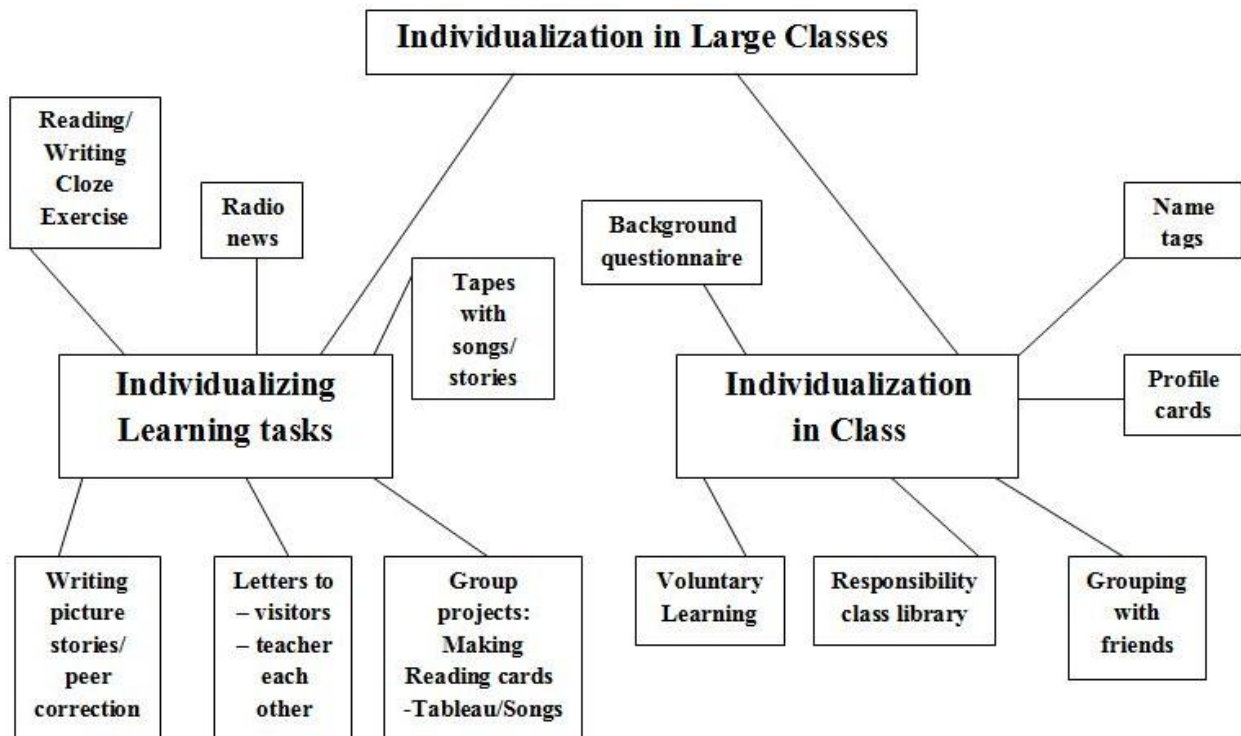 Individualization in Large Classes
Reading/
Writing
Cloze
Exercise
Radio
news
Tapes
with
songs/
stories
Background
questionnaire
Name
tags
Individualizing
Learning tasks
Individualization
in Class
Profile
cards
Writing
picture
stories/
peer
correction
Letters to
– visitors
– teacher
each
other
Group
projects:
Making
Reading cards
-Tableau/Songs
Voluntary
Learning
Responsibility
class library
Grouping
with
friends